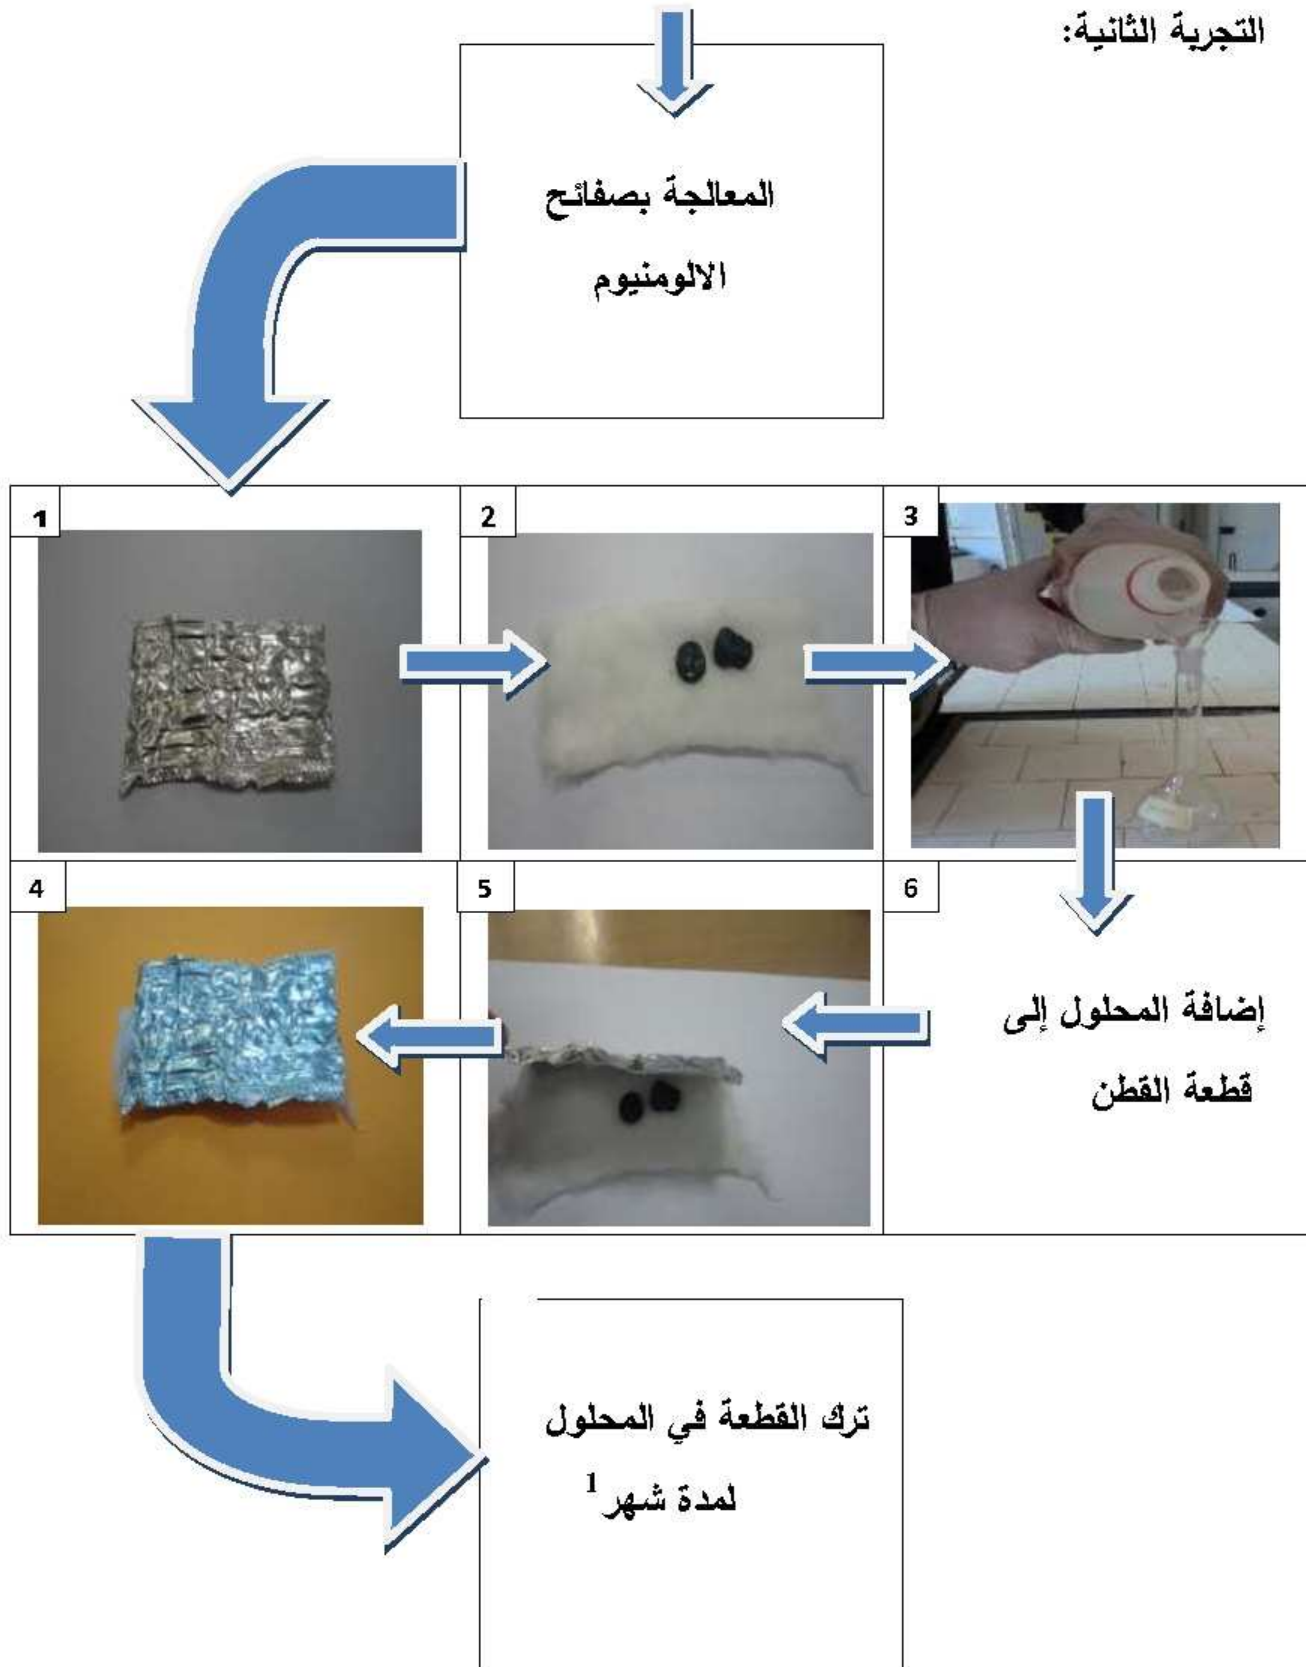 التجربة الثانية:
المعالجة بصفائح
الالومنيوم
1
2
3
4
5
6
إضافة المحلول إلى
قطعة القطن
ترك القطعة في المحلول
لمدة شهر1